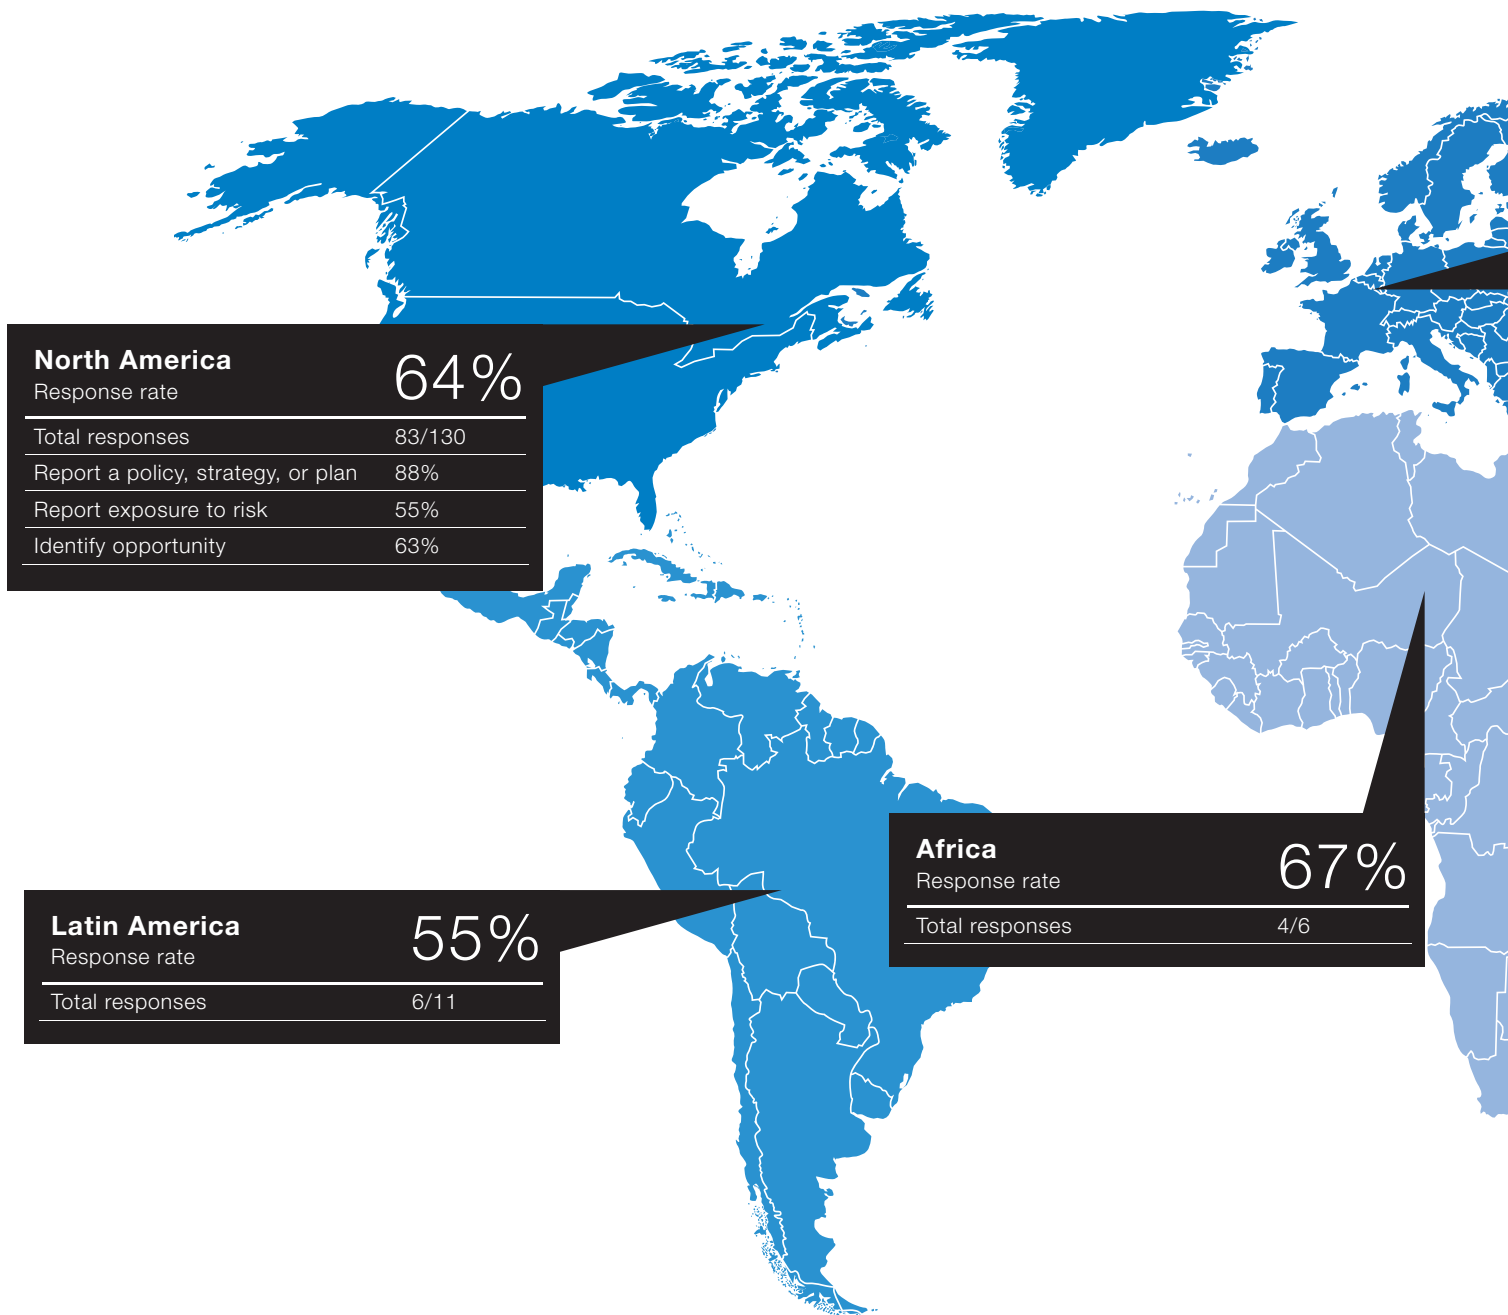 North America
Response rate
64%
Total responses 83/130
Report a policy, strategy, or plan 88%
Report exposure to risk 55%
Identify opportunity 63%
Africa
Response rate
67%
Total responses 4/6
Latin America
Response rate
55%
Total responses 6/11